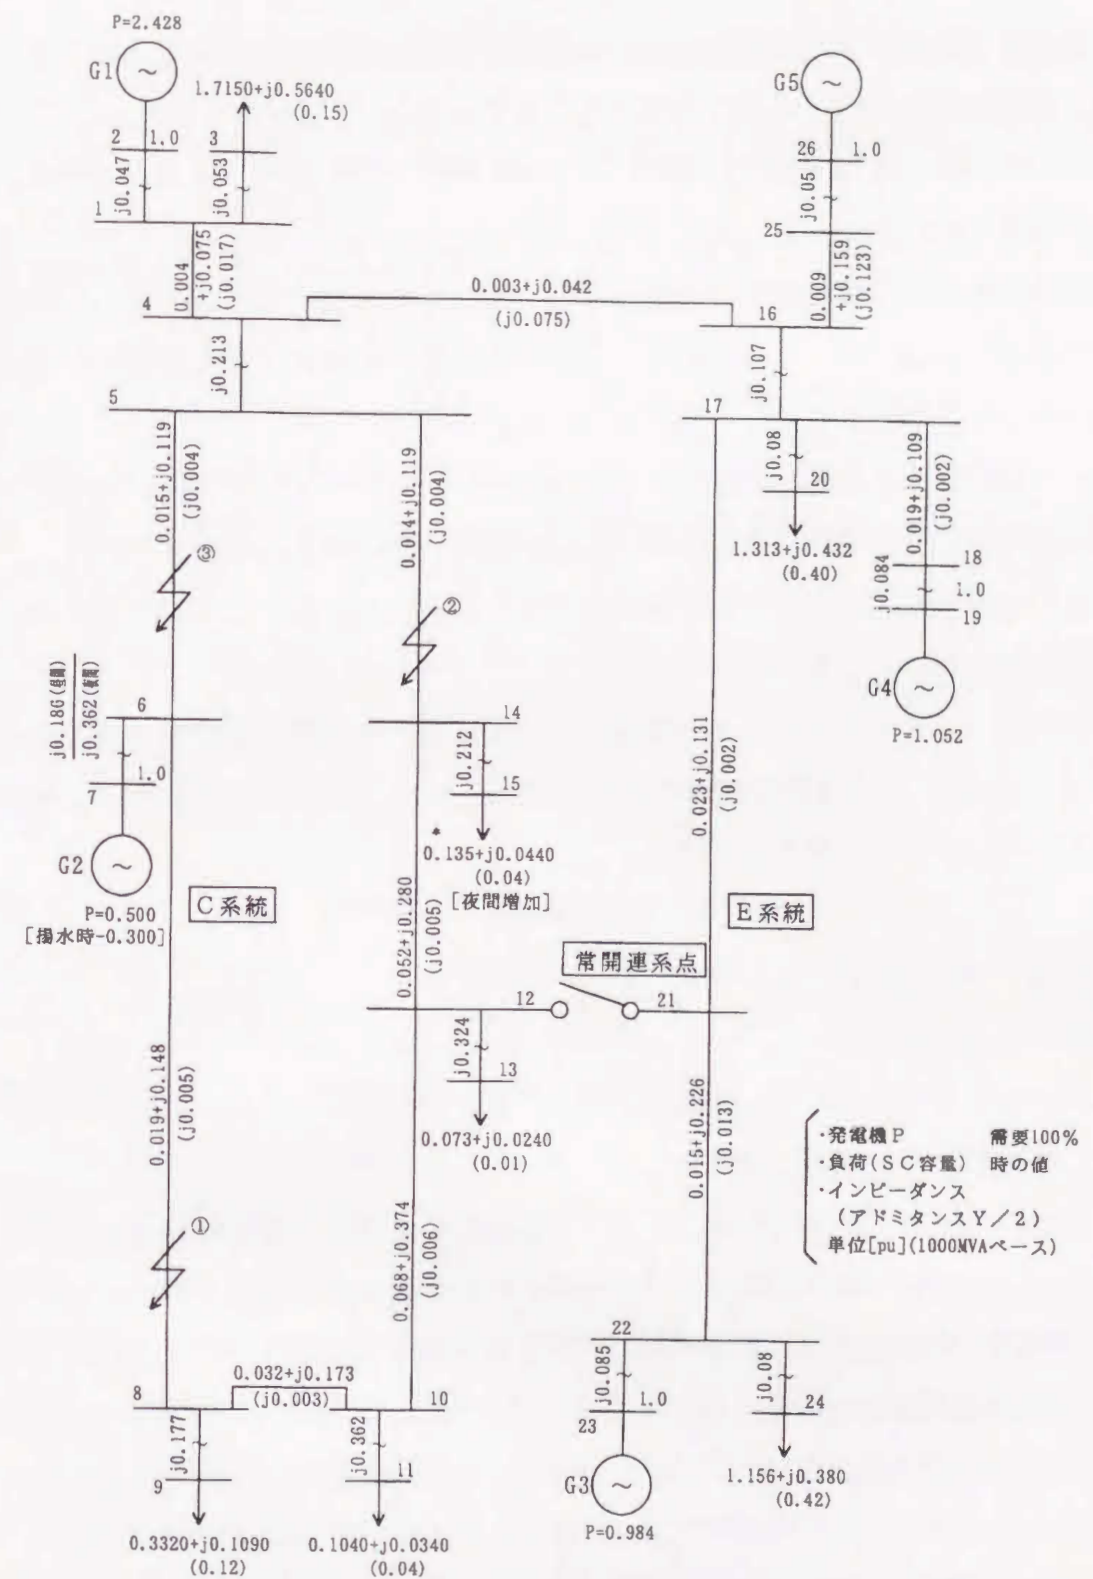 P=2.428
G1
~
1.7150+j0.5640
(0.15)
2
1.0
3
j0.047
j0.053
1
0.004
+j0.075
(j0.017)
G5
~
26
1.0
j0.05
25
0.009
+j0.159
(j0.123)
0.003+j0.042
(j0.075)
4
16
j0.213
j0.107
5
17
0.015+j0.119
(j0.004)
0.014+j0.119
(j0.004)
j0.08
20
1.313+j0.432
(0.40)
0.019+j0.109
(j0.002)
18
j0.084
1.0
19
G4
~
P=1.052
③
②
j0.186(昼間)
j0.362(夜間)
6
1.0
7
G2
~
P=0.500
[揚水時-0.300]
C系統
14
j0.212
15
*
0.135+j0.0440
(0.04)
[夜間増加]
0.052+j0.280
(j0.005)
0.023+j0.131
(j0.002)
E系統
常開連系点
12
21
j0.324
13
0.073+j0.0240
(0.01)
0.019+j0.148
(j0.005)
①
0.068+j0.374
(j0.006)
0.015+j0.226
(j0.013)
・発電機P 需要100%
・負荷(SC容量) 時の値
・インピーダンス
(アドミタンスY/2)
単位[pu](1000MVAベース)
8
0.032+j0.173
(j0.003)
10
j0.177
9
j0.362
11
0.3320+j0.1090
(0.12)
0.1040+j0.0340
(0.04)
22
j0.085
1.0
23
j0.08
24
G3
~
P=0.984
1.156+j0.380
(0.42)